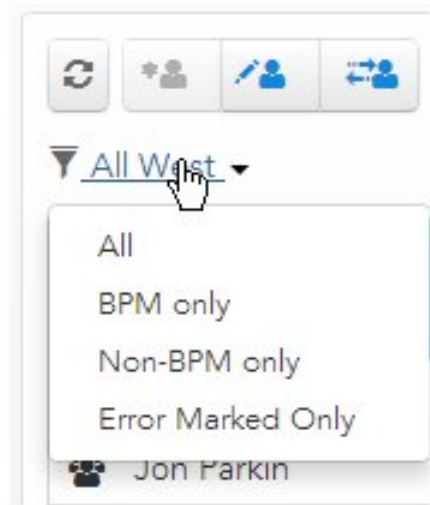 All West
All
BPM only
Non-BPM only
Error Marked Only
Jon Parkin